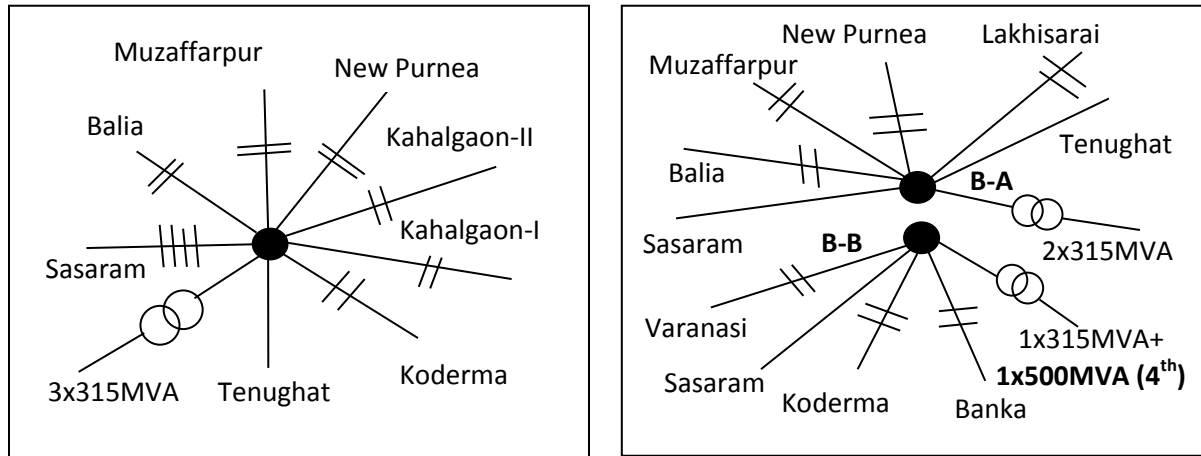 Muzaffarpur
New Purnea
Balia
Kahalgaon-II
Kahalgaon-I
Sasaram
3x315MVA
Tenughat
Koderma
New Purnea
Lakhisarai
Muzaffarpur
Tenughat
Balia
B-A
Sasaram
B-B
2x315MVA
Varanasi
1x315MVA+
Sasaram
1x500MVA (4th)
Koderma
Banka